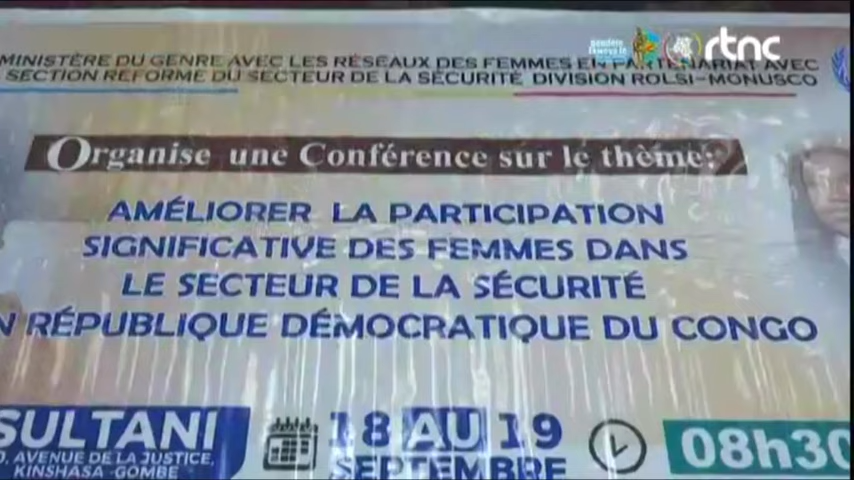 rtnc
MINISTÈRE DU GENRE AVEC LES RÉSEAUX DES FEMMES EN PARTENARIAT AVEC
SECTION RÉFORME DU SECTEUR DE LA SÉCURITÉ DIVISION ROLSI-MONUSCO
Organise une Conférence sur le thème:
AMÉLIORER LA PARTICIPATION
SIGNIFICATIVE DES FEMMES DANS
LE SECTEUR DE LA SÉCURITÉ
RÉPUBLIQUE DÉMOCRATIQUE DU CONGO
SULTANI
AVENUE DE LA JUSTICE,
KINSHASA-GOMBE
18 AU 19
SEPTEMBRE
08h30